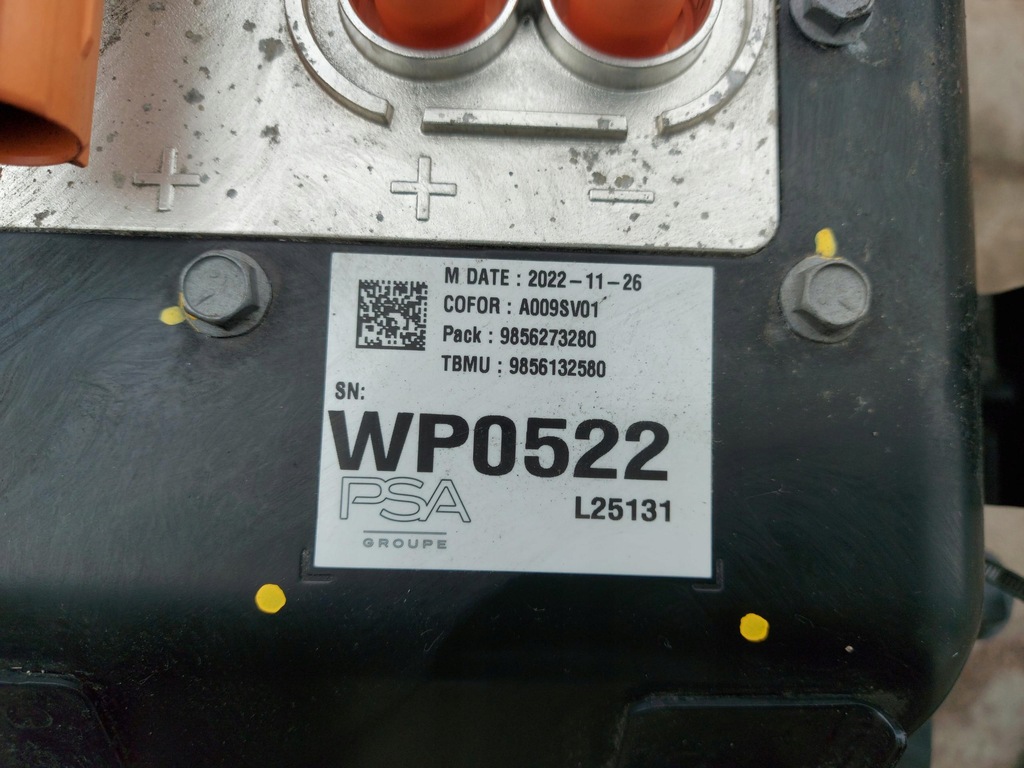 + + −
M DATE : 2022-11-26
COFOR : A009SV01
Pack : 9856273280
TBMU : 9856132580
SN:
WP0522
PSA
GROUPE
L25131